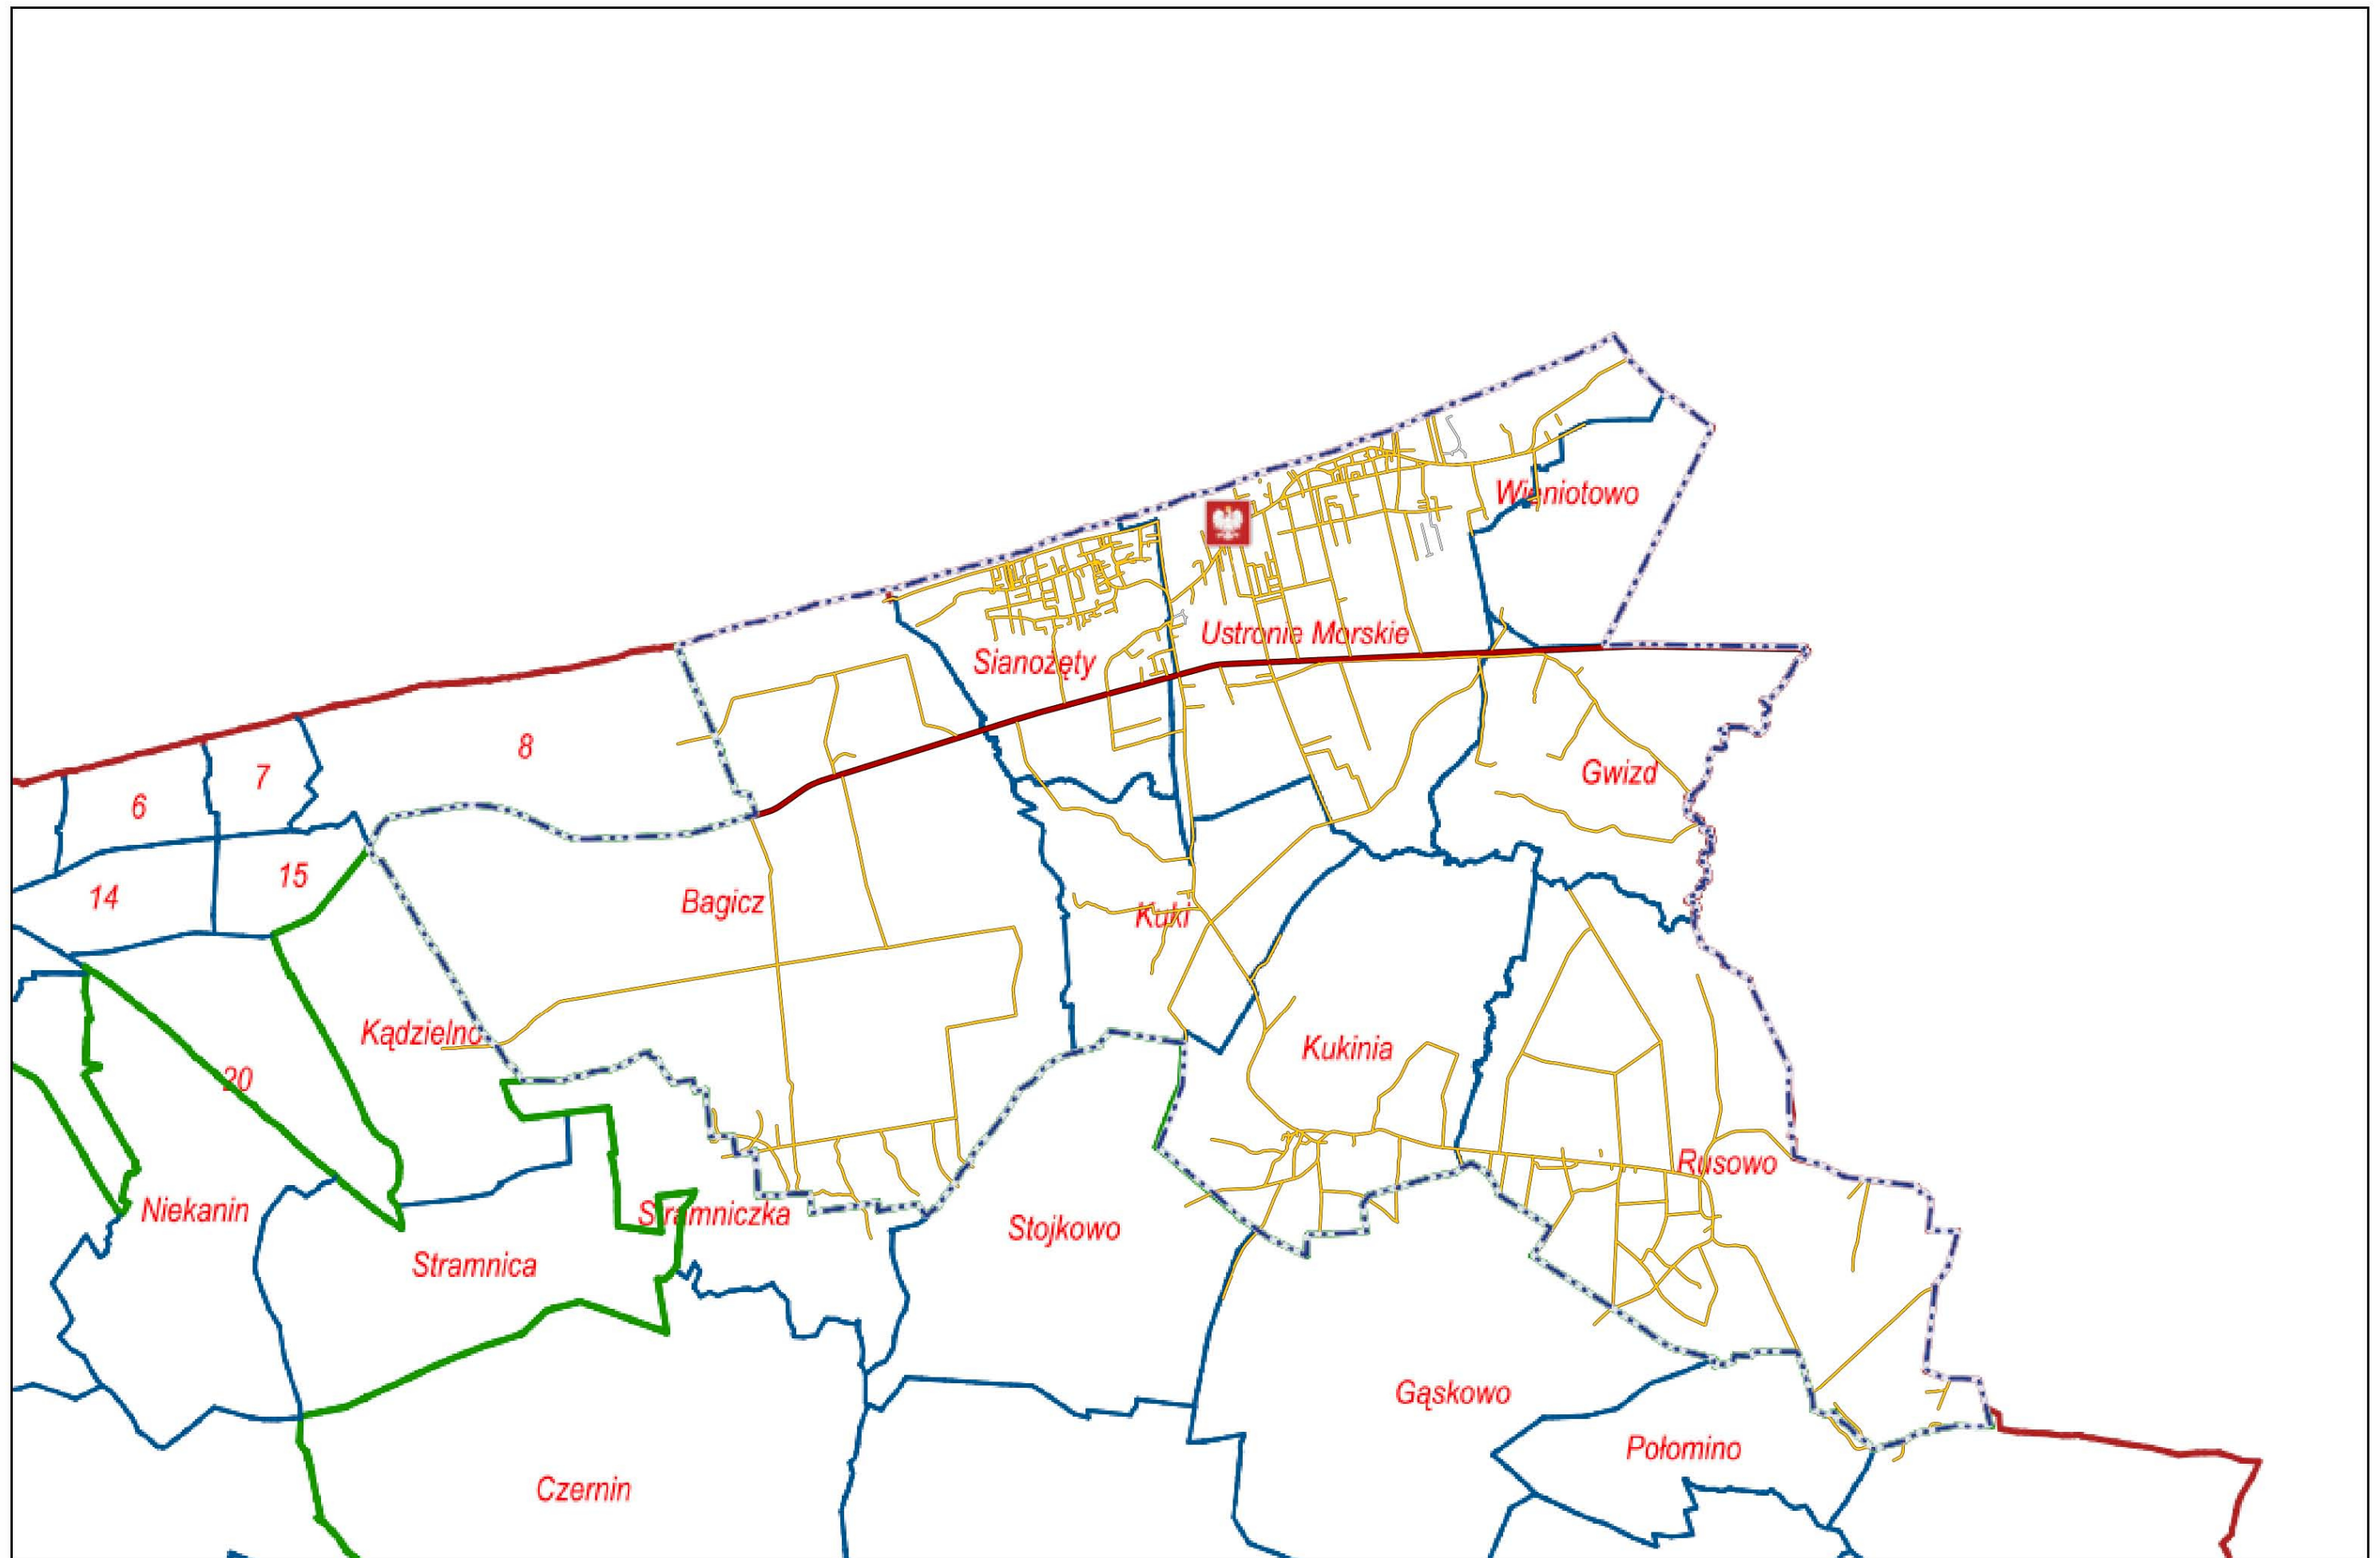 Wieniotowo
Ustronie Morskie
Sianożęty
8
Gwizd
7
6
15
14
Bagicz
Kuki
Kądzielno
Kukinia
20
Rusowo
Niekanin
Stramniczka
Stojkowo
Stramnica
Gąskowo
Połomino
Czernin